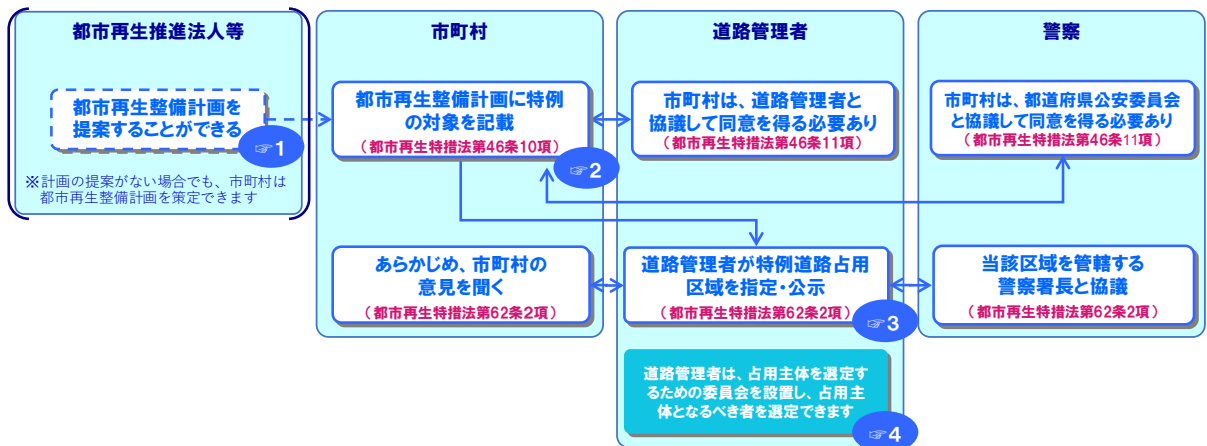 都市再生推進法人等
都市再生整備計画を
提案することができる
☞1
※計画の提案がない場合でも、市町村は
都市再生整備計画を策定できます
市町村
都市再生整備計画に特例
の対象を記載
（都市再生特措法第46条10項）
☞2
あらかじめ、市町村の
意見を聞く
（都市再生特措法第62条2項）
道路管理者
市町村は、道路管理者と
協議して同意を得る必要あり
（都市再生特措法第46条11項）
道路管理者が特例道路占用
区域を指定・公示
（都市再生特措法第62条2項）
☞3
道路管理者は、占用主体を選定す
るための委員会を設置し、占用主
体となるべき者を選定できます
☞4
警察
市町村は、都道府県公安委員会
と協議して同意を得る必要あり
（都市再生特措法第46条11項）
当該区域を管轄する
警察署長と協議
（都市再生特措法第62条2項）